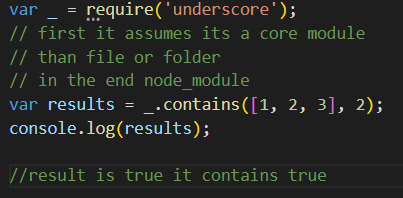 var _ = require('underscore');
// first it assumes its a core module
// than file or folder
// in the end node_module
var results = _.contains([1, 2, 3], 2);
console.log(results);
//result is true it contains true